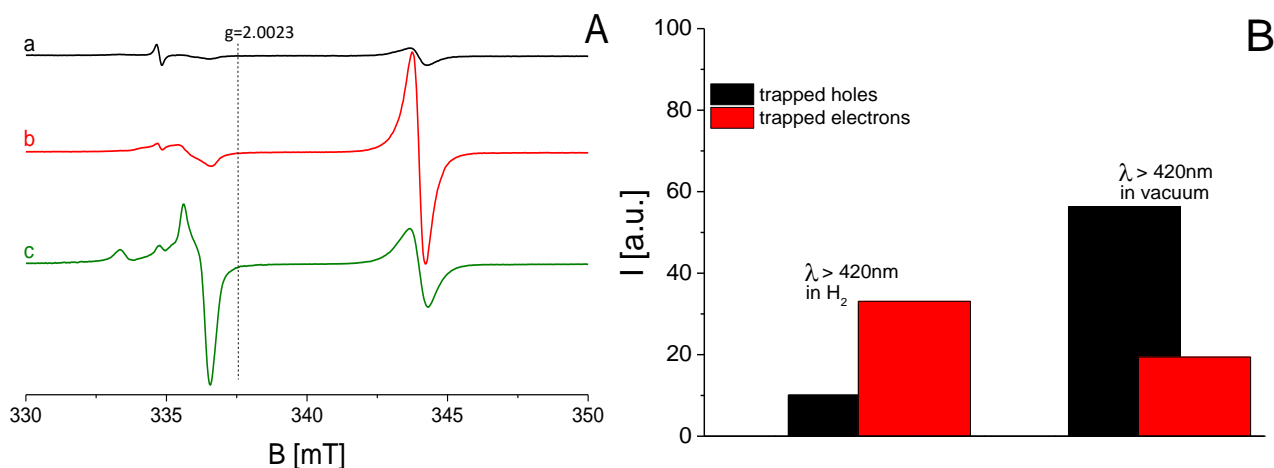 A
g=2.0023
a
b
c
330
335
340
345
350
B [mT]
B
100
80
60
40
20
0
I [a.u.]
trapped holes
trapped electrons
λ > 420nm
in vacuum
λ > 420nm
in H2